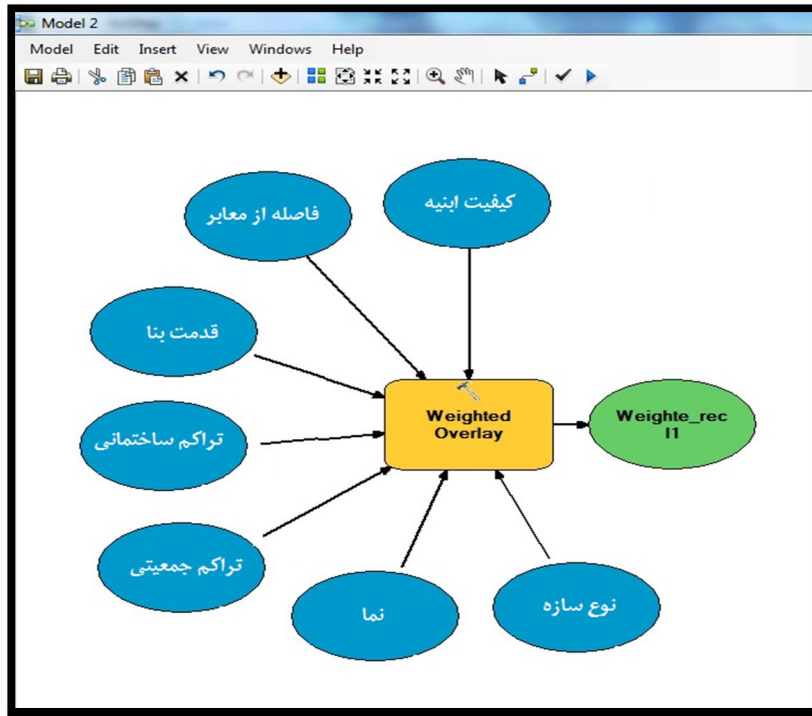 Model 2
Model Edit Insert View Windows Help
کیفیت ابنیه
فاصله از معابر
قدمت بنا
Weighted
Overlay
Weighte_rec
l1
تراکم ساختمانی
تراکم جمعیتی
نما
نوع سازه